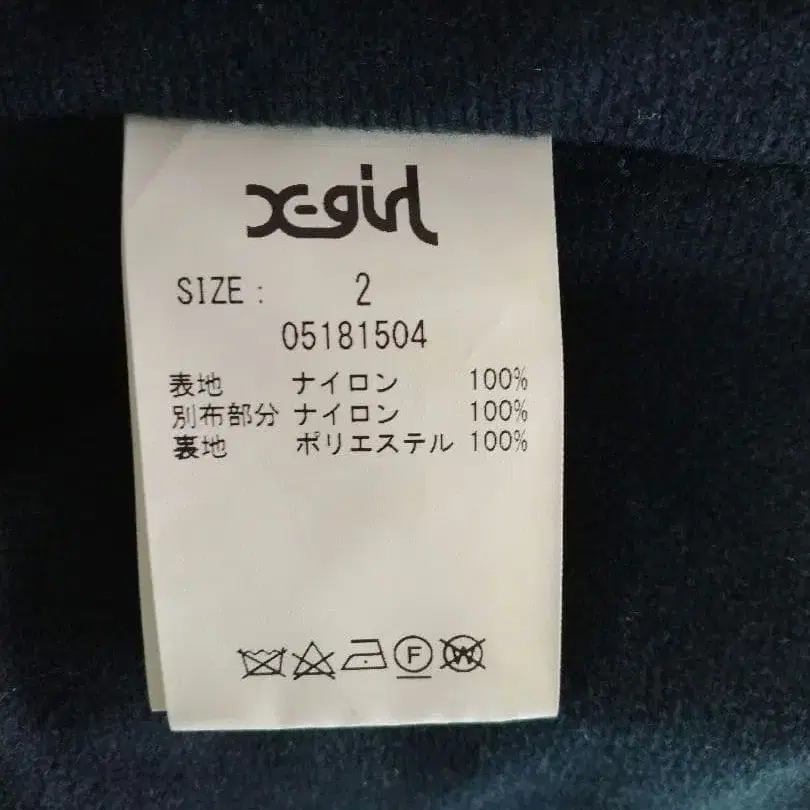 X-girl
SIZE : 2
05181504
表地 ナイロン 100%
別布部分 ナイロン 100%
裏地 ポリエステル 100%
F W